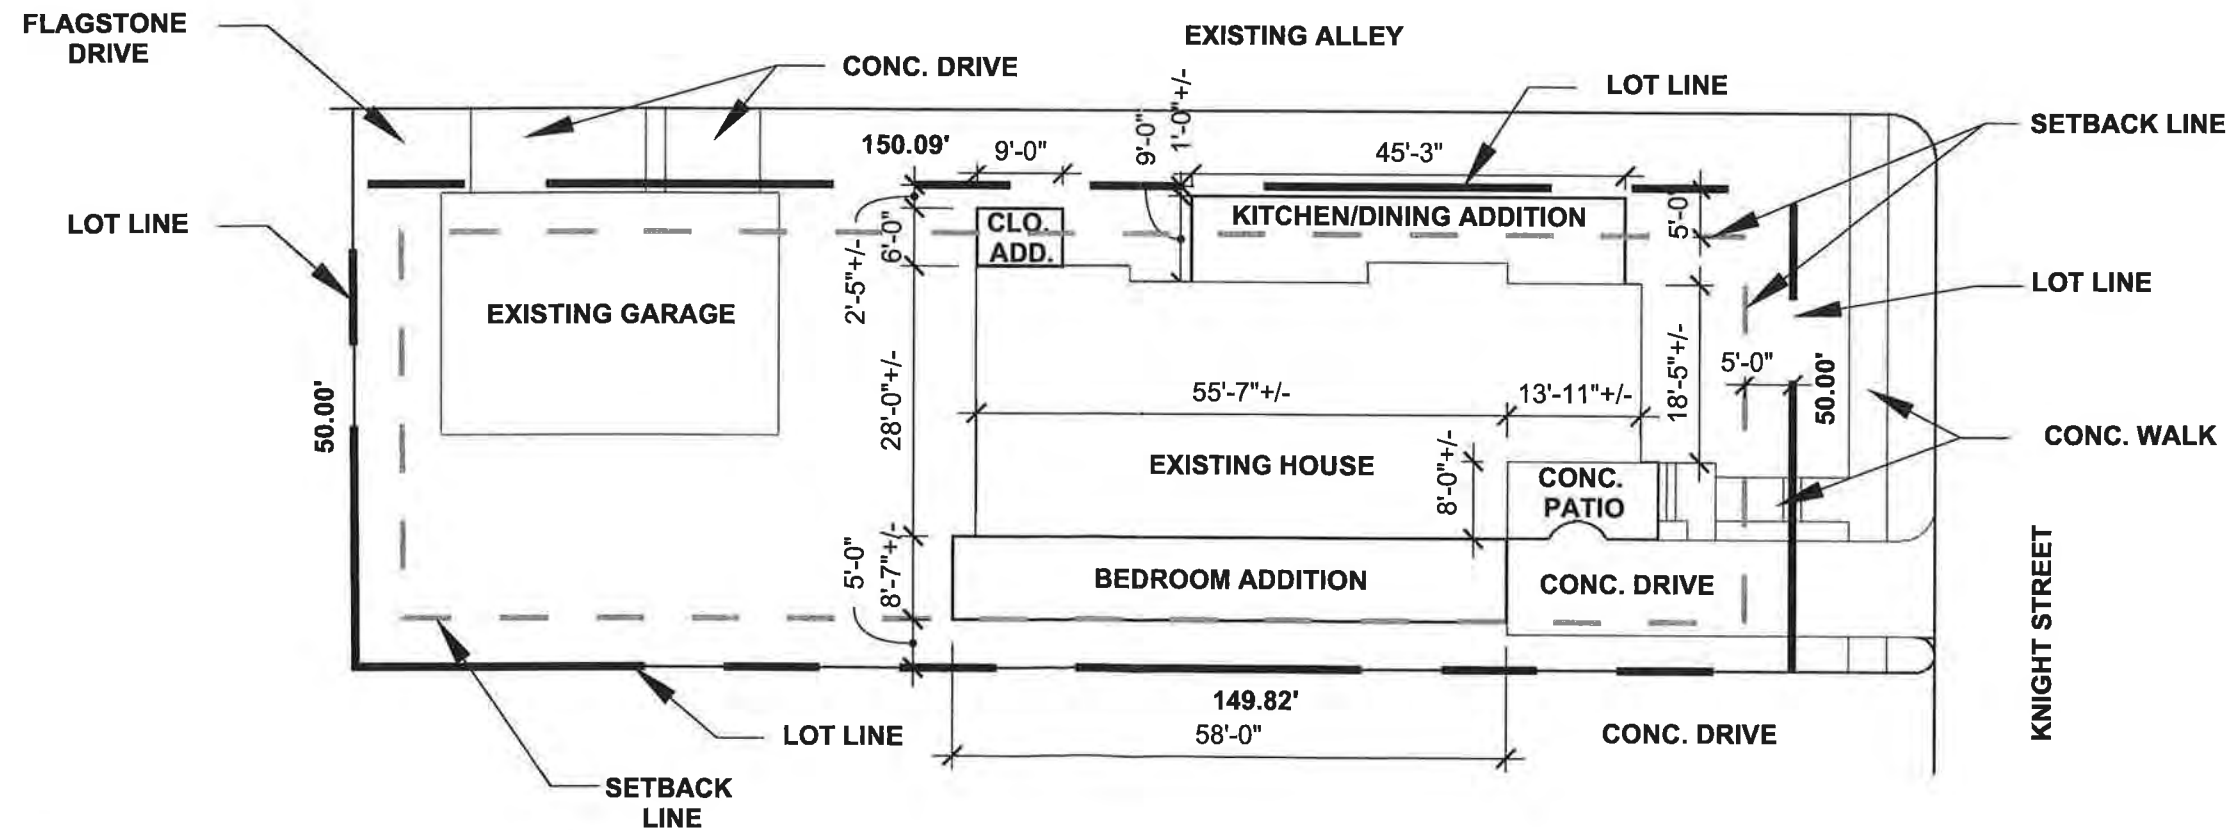 FLAGSTONE
DRIVE
CONC. DRIVE
EXISTING ALLEY
LOT LINE
SETBACK LINE
150.09'
9'-0"
9'-0"
1'-0"+/-
45'-3"
LOT LINE
2'-5"+/-
6'-0"
CLO.
ADD.
KITCHEN/DINING ADDITION
5'-0"
LOT LINE
EXISTING GARAGE
50.00'
28'-0"+/-
55'-7"+/-
13'-11"+/-
18'-5"+/-
5'-0"
50.00'
CONC. WALK
EXISTING HOUSE
8'-0"+/-
CONC.
PATIO
5'-0"
8'-7"+/-
BEDROOM ADDITION
CONC. DRIVE
KNIGHT STREET
149.82'
LOT LINE
58'-0"
CONC. DRIVE
SETBACK
LINE